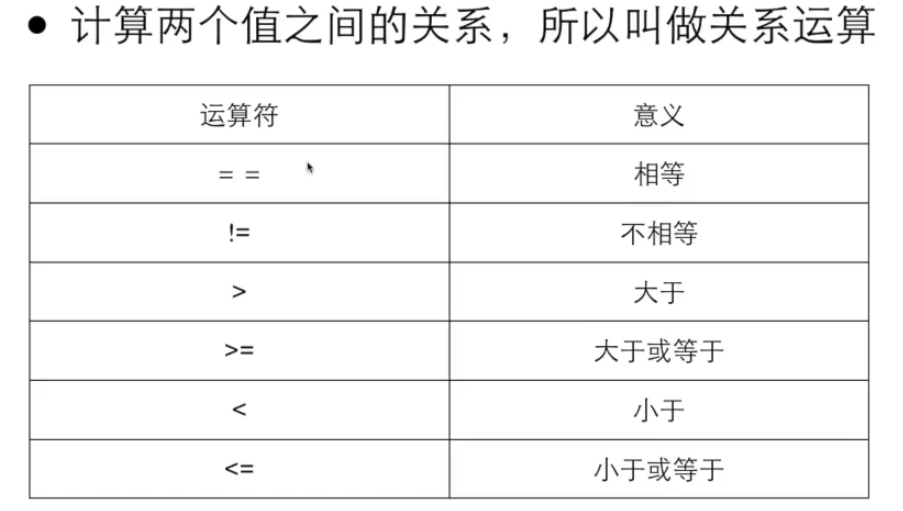 ● 计算两个值之间的关系，所以叫做关系运算
运算符 意义
= = 相等
!= 不相等
> 大于
>= 大于或等于
< 小于
<= 小于或等于